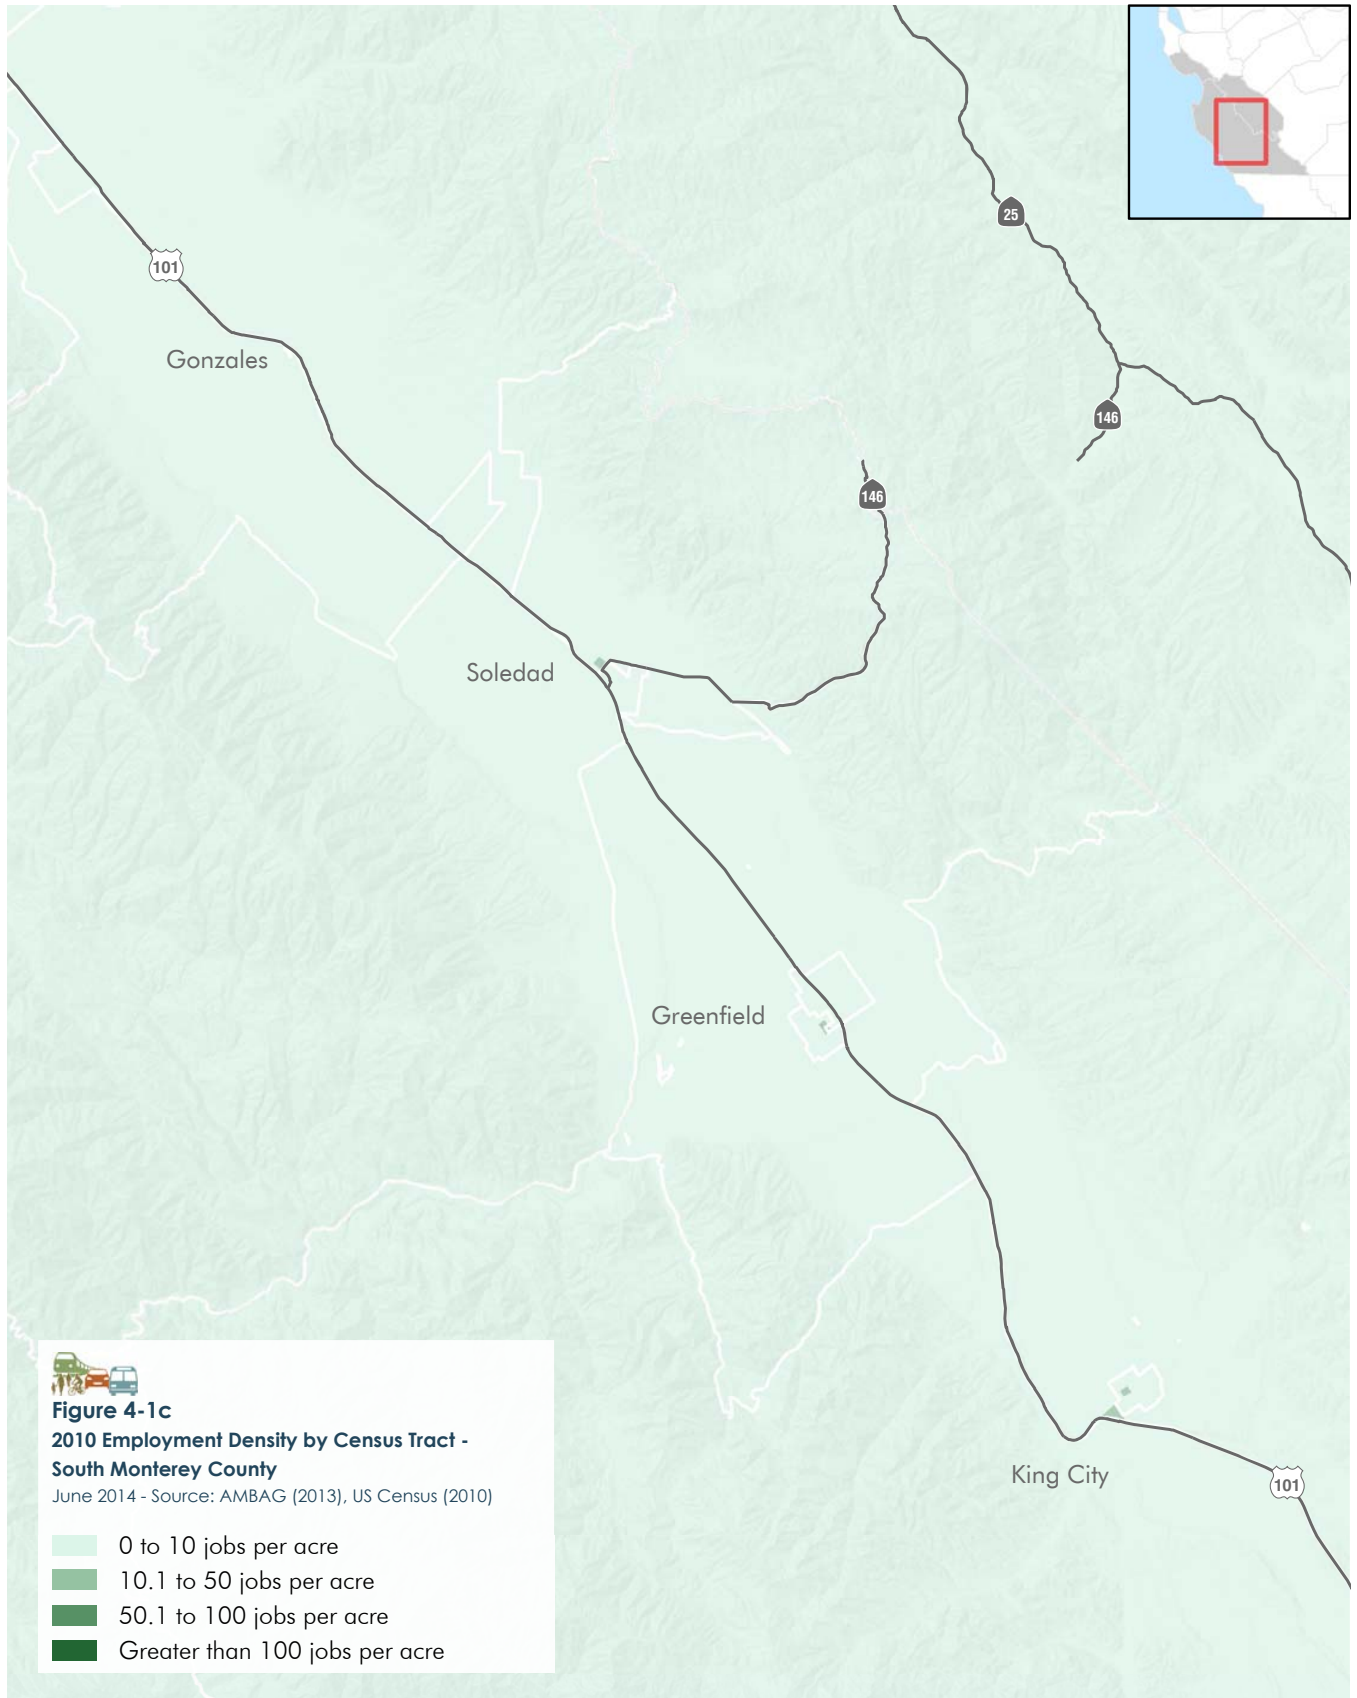 25
101
Gonzales
146
146
Soledad
Greenfield
King City
101
Figure 4-1c
2010 Employment Density by Census Tract -
South Monterey County
June 2014 - Source: AMBAG (2013), US Census (2010)
0 to 10 jobs per acre
10.1 to 50 jobs per acre
50.1 to 100 jobs per acre
Greater than 100 jobs per acre